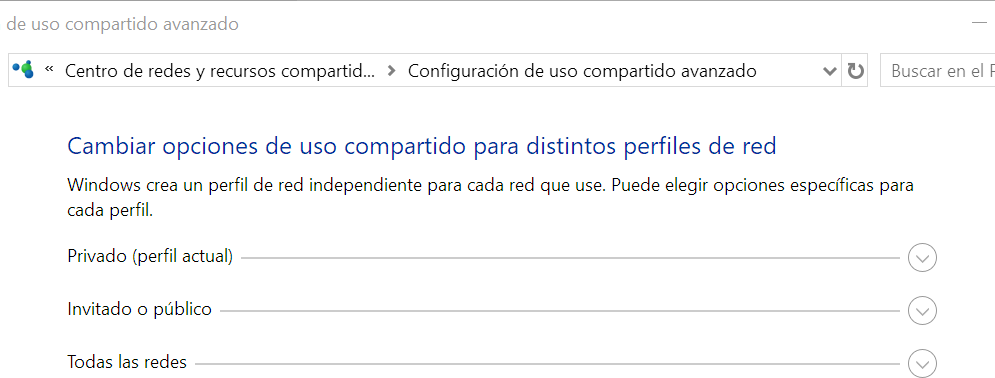 de uso compartido avanzado
« Centro de redes y recursos compartid... > Configuración de uso compartido avanzado
Buscar en el
Cambiar opciones de uso compartido para distintos perfiles de red
Windows crea un perfil de red independiente para cada red que use. Puede elegir opciones específicas para
cada perfil.
Privado (perfil actual)
Invitado o público
Todas las redes